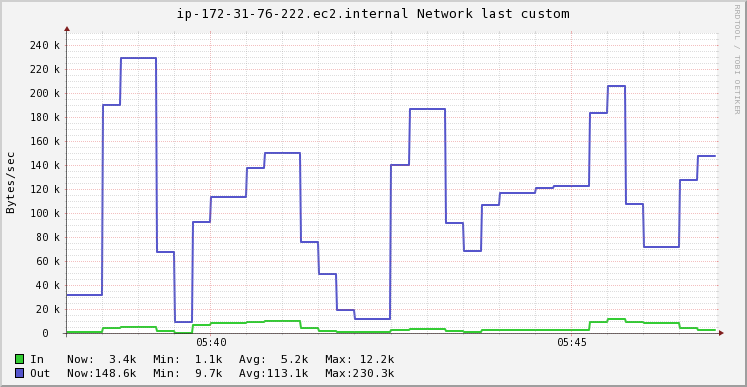 ip-172-31-76-222.ec2.internal Network last custom
RRDTOOL / TOBI OETIKER
Bytes/sec
240 k
220 k
200 k
180 k
160 k
140 k
120 k
100 k
80 k
60 k
40 k
20 k
0
05:40 05:45
In Now: 3.4k Min: 1.1k Avg: 5.2k Max: 12.2k
Out Now:148.6k Min: 9.7k Avg:113.1k Max:230.3k